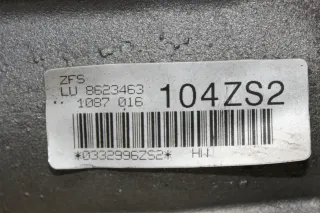 ZFS
LU 8623463
.. 1087 016 104ZS2
*0332996ZS2* HW